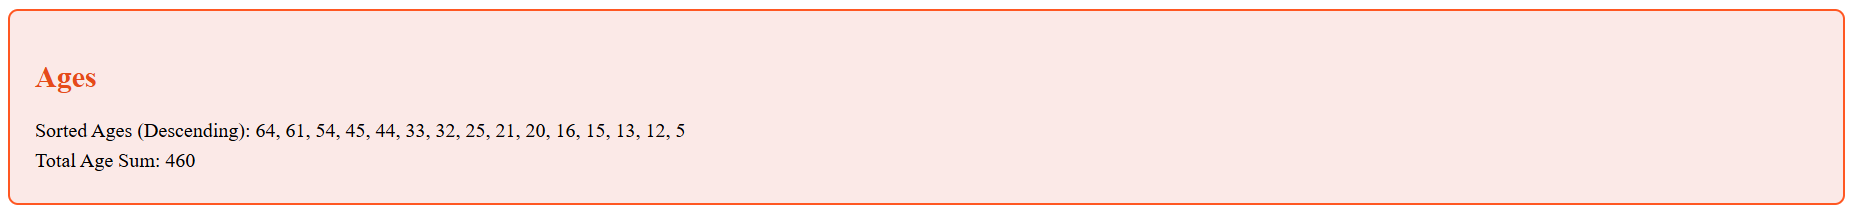 Ages
Sorted Ages (Descending): 64, 61, 54, 45, 44, 33, 32, 25, 21, 20, 16, 15, 13, 12, 5
Total Age Sum: 460